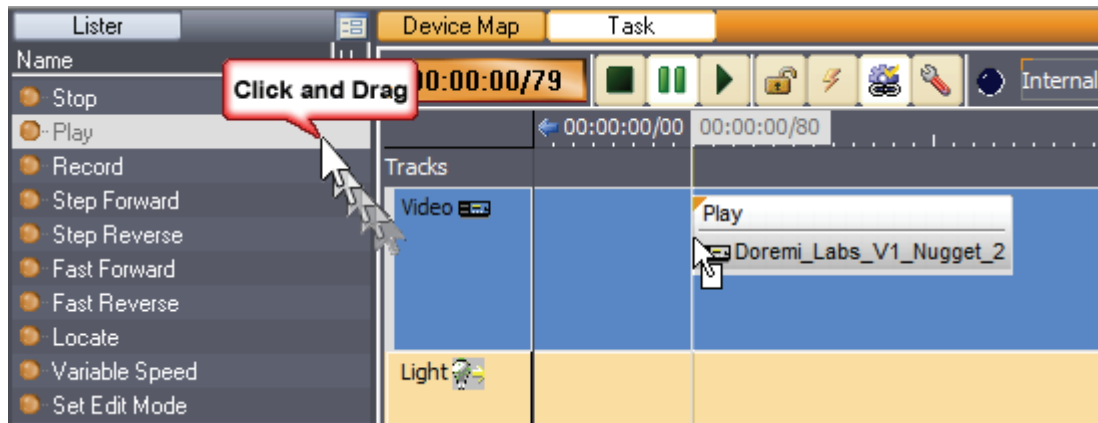 Lister
Device Map
Task
Name
Click and Drag
00:00:00/79
Internal
Stop
Play
Record
Step Forward
Step Reverse
Fast Forward
Fast Reverse
Locate
Variable Speed
Set Edit Mode
00:00:00/00
00:00:00/80
Tracks
Video
Play
Doremi_Labs_V1_Nugget_2
Light